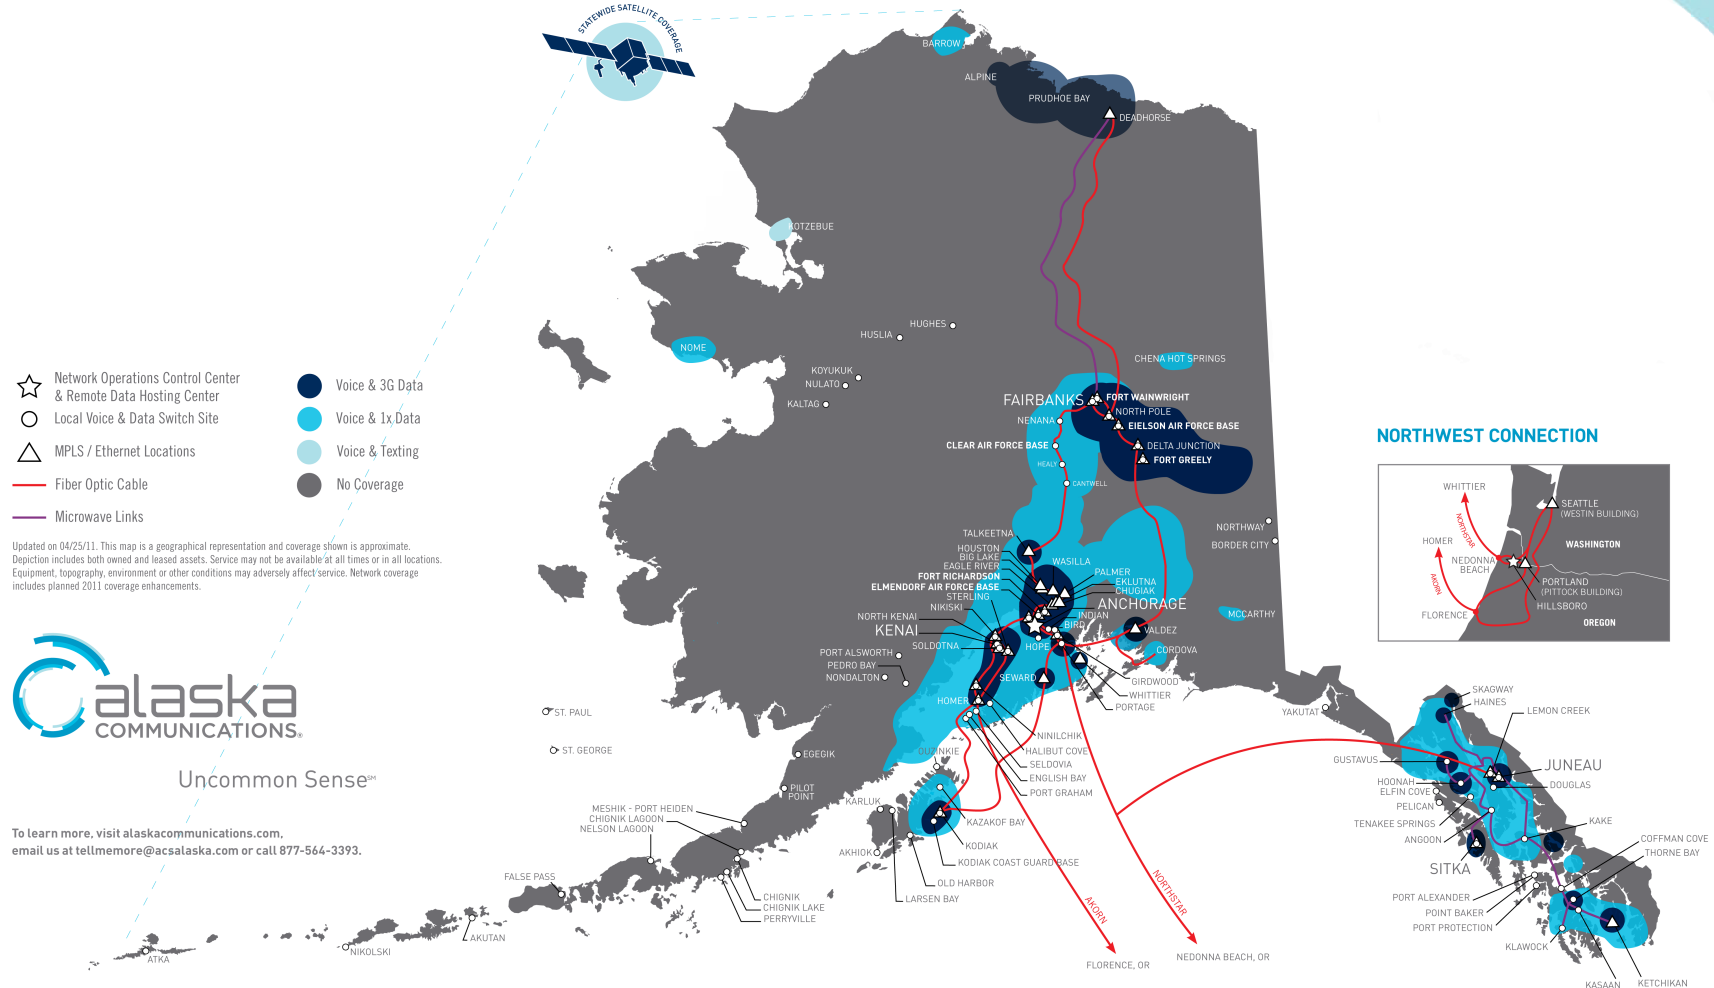 STATEWIDE SATELLITE COVERAGE
BARROW
ALPINE
PRUDHOE BAY
DEADHORSE
KOTZEBUE
HUGHES
HUSLIA
NOME
CHENA HOT SPRINGS
KOYUKUK
NULATO
KALTAG
FAIRBANKS
FORT WAINWRIGHT
NORTH POLE
NENANA
EIELSON AIR FORCE BASE
CLEAR AIR FORCE BASE
DELTA JUNCTION
HEALY
FORT GREELY
CANTWELL
NORTHWAY
BORDER CITY
TALKEETNA
HOUSTON
BIG LAKE
EAGLE RIVER
FORT RICHARDSON
ELMENDORF AIR FORCE BASE
STERLING
NIKISKI
NORTH KENAI
KENAI
SOLDOTNA
WASILLA
PALMER
EKLUTNA
CHUGIAK
ANCHORAGE
INDIAN
BIRD
HOPE
VALDEZ
MCCARTHY
CORDOVA
PORT ALSWORTH
PEDRO BAY
NONDALTON
SEWARD
HOMER
GIRDWOOD
WHITTIER
PORTAGE
NINILCHIK
HALIBUT COVE
SELDOVIA
ENGLISH BAY
PORT GRAHAM
ST. PAUL
ST. GEORGE
EGEGIK
PILOT
POINT
OUZINKIE
KARLUK
KAZAKOF BAY
KODIAK
KODIAK COAST GUARD BASE
AKHIOK
OLD HARBOR
LARSEN BAY
MESHIK - PORT HEIDEN
CHIGNIK LAGOON
NELSON LAGOON
FALSE PASS
CHIGNIK
CHIGNIK LAKE
PERRYVILLE
AKUTAN
NIKOLSKI
ATKA
AKORN
NORTHSTAR
FLORENCE, OR
NEDONNA BEACH, OR
YAKUTAT
SKAGWAY
HAINES
LEMON CREEK
GUSTAVUS
JUNEAU
HOONAH
DOUGLAS
ELFIN COVE
PELICAN
TENAKEE SPRINGS
ANGOON
KAKE
SITKA
COFFMAN COVE
THORNE BAY
PORT ALEXANDER
POINT BAKER
PORT PROTECTION
KLAWOCK
KASAAN
KETCHIKAN
NORTHWEST CONNECTION
WHITTIER
NORTHSTAR
HOMER
AKORN
SEATTLE
(WESTIN BUILDING)
WASHINGTON
NEDONNA
BEACH
PORTLAND
(PITTOCK BUILDING)
HILLSBORO
FLORENCE
OREGON
Network Operations Control Center
& Remote Data Hosting Center
Local Voice & Data Switch Site
MPLS / Ethernet Locations
Fiber Optic Cable
Microwave Links
Voice & 3G Data
Voice & 1x Data
Voice & Texting
No Coverage
Updated on 04/25/11. This map is a geographical representation and coverage shown is approximate.
Depiction includes both owned and leased assets. Service may not be available at all times or in all locations.
Equipment, topography, environment or other conditions may adversely affect service. Network coverage
includes planned 2011 coverage enhancements.
alaska
COMMUNICATIONS®
Uncommon Sense℠
To learn more, visit alaskacommunications.com,
email us at tellmemore@acsalaska.com or call 877-564-3393.